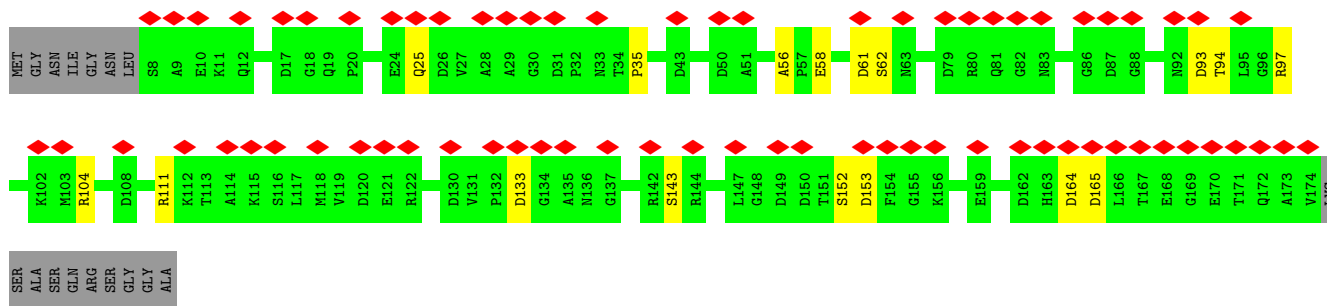 MET GLY ASN ILE GLY ASN LEU S8 A9 E10 K11 Q12 D17 G18 Q19 P20 E24 Q25 D26 V27 A28 A29 G30 D31 P32 N33 T34 P35 D43 D50 A51 A56 P57 E58 D61 S62 N63 D79 R80 Q81 G82 N83 G86 D87 G88 N92 D93 T94 L95 G96 R97
K102 M103 R104 D108 R111 K112 T113 A114 K115 S116 L117 M118 V119 D120 E121 R122 D130 V131 P132 D133 G134 A135 N136 G137 R142 S143 R144 L147 G148 D149 D150 T151 S152 D153 F154 G155 K156 E159 D162 H163 D164 D165 L166 T167 E168 G169 E170 T171 Q172 A173 V174
SER ALA SER GLN ARG SER GLY GLY ALA